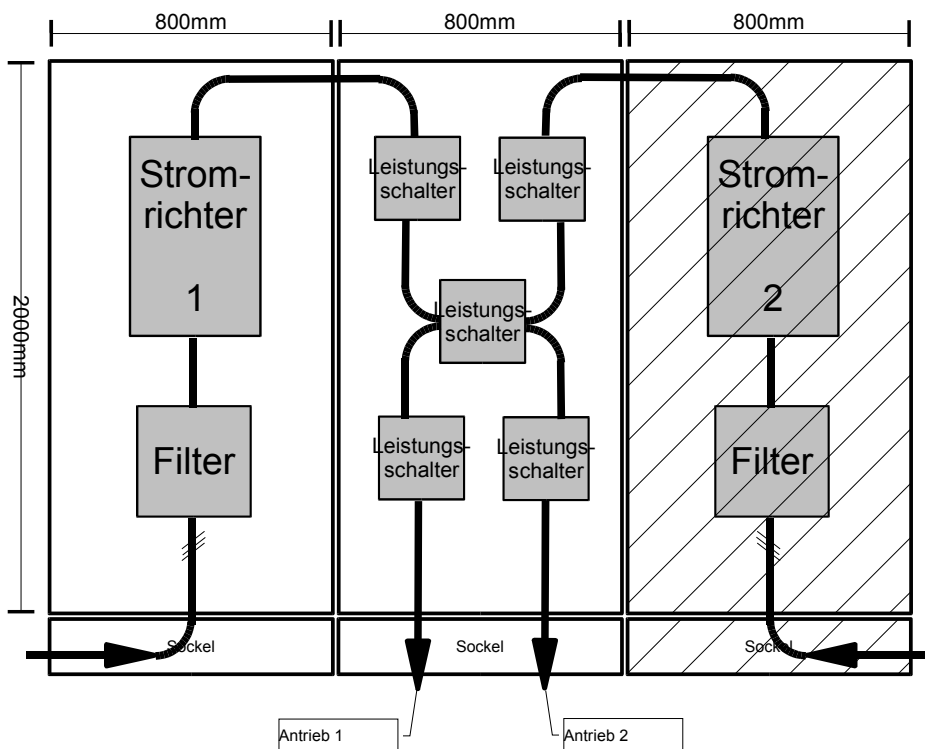 800mm
800mm
800mm
2000mm
Strom-
richter
1
Filter
Leistungs-
schalter
Leistungs-
schalter
Leistungs-
schalter
Leistungs-
schalter
Leistungs-
schalter
Strom-
richter
2
Filter
Sockel
Sockel
Sockel
Antrieb 1
Antrieb 2